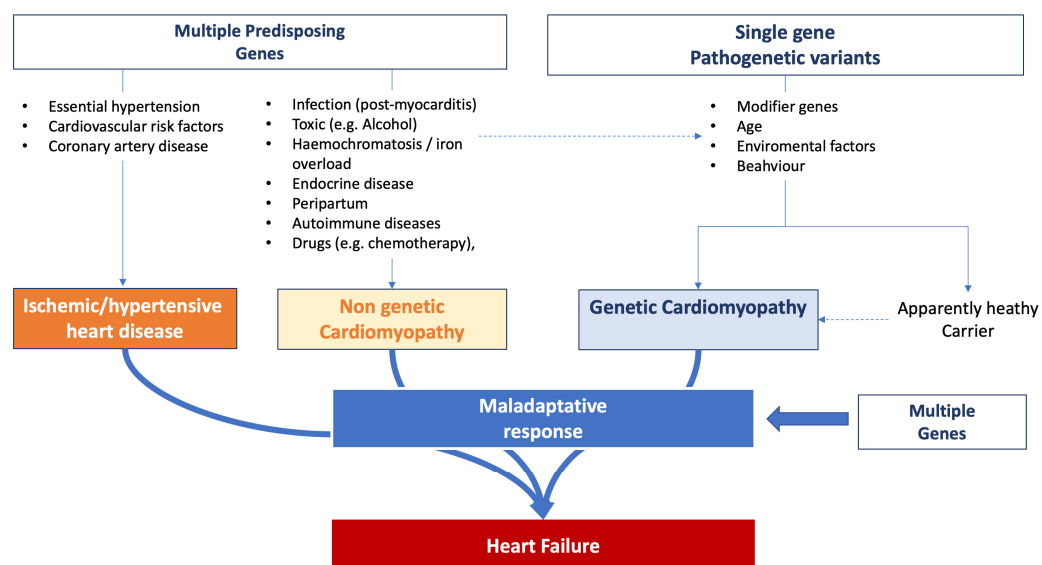 Multiple Predisposing
Genes
Single gene
Pathogenetic variants
• Essential hypertension
• Cardiovascular risk factors
• Coronary artery disease
• Infection (post-myocarditis)
• Toxic (e.g. Alcohol)
• Haemochromatosis / iron
overload
• Endocrine disease
• Peripartum
• Autoimmune diseases
• Drugs (e.g. chemotherapy),
• Modifier genes
• Age
• Enviromental factors
• Beahviour
Ischemic/hypertensive
heart disease
Non genetic
Cardiomyopathy
Genetic Cardiomyopathy
Apparently heathy
Carrier
Maladaptative
response
Multiple
Genes
Heart Failure